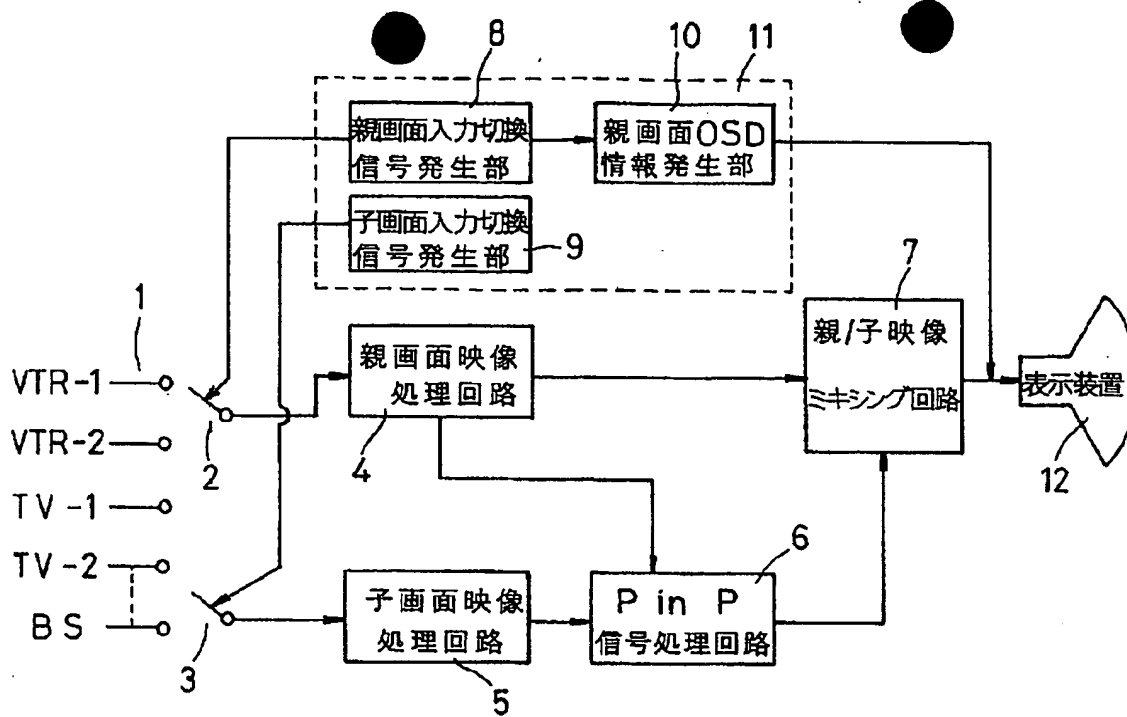 8
10
11
親画面入力切換
信号発生部
親画面OSD
情報発生部
子画面入力切換
信号発生部
9
7
1
親/子映像
ミキシング回路
親画面映像
処理回路
VTR-1
VTR-2
TV-1
TV-2
BS
2
4
表示装置
12
6
子画面映像
処理回路
P in P
信号処理回路
3
5